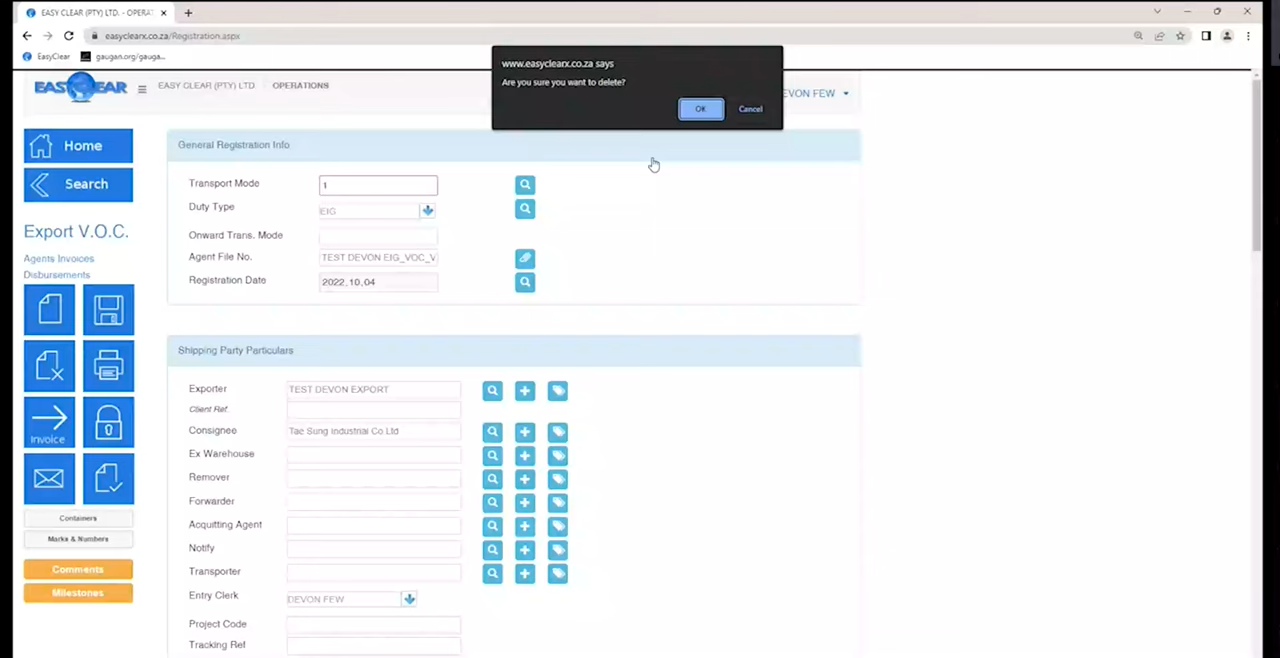 EASY CLEAR (PTY) LTD. - OPERAT
easyclearx.co.za/Registration.aspx
EasyClear
gaugan.org/gauga...
www.easyclearx.co.za says
Are you sure you want to delete?
OK
Cancel
EASY CLEAR (PTY) LTD
OPERATIONS
EVON FEW
Home
Search
Export V.O.C.
Agents Invoices
Disbursements
Invoice
Containers
Marks & Numbers
Comments
Milestones
General Registration Info
Transport Mode
1
Duty Type
EIG
Onward Trans. Mode
Agent File No.
TEST DEVON EIG_VOC_V
Registration Date
2022.10.04
Shipping Party Particulars
Exporter
TEST DEVON EXPORT
Client Ref.
Consignee
Tae Sung Industrial Co Ltd
Ex Warehouse
Remover
Forwarder
Acquitting Agent
Notify
Transporter
Entry Clerk
DEVON FEW
Project Code
Tracking Ref